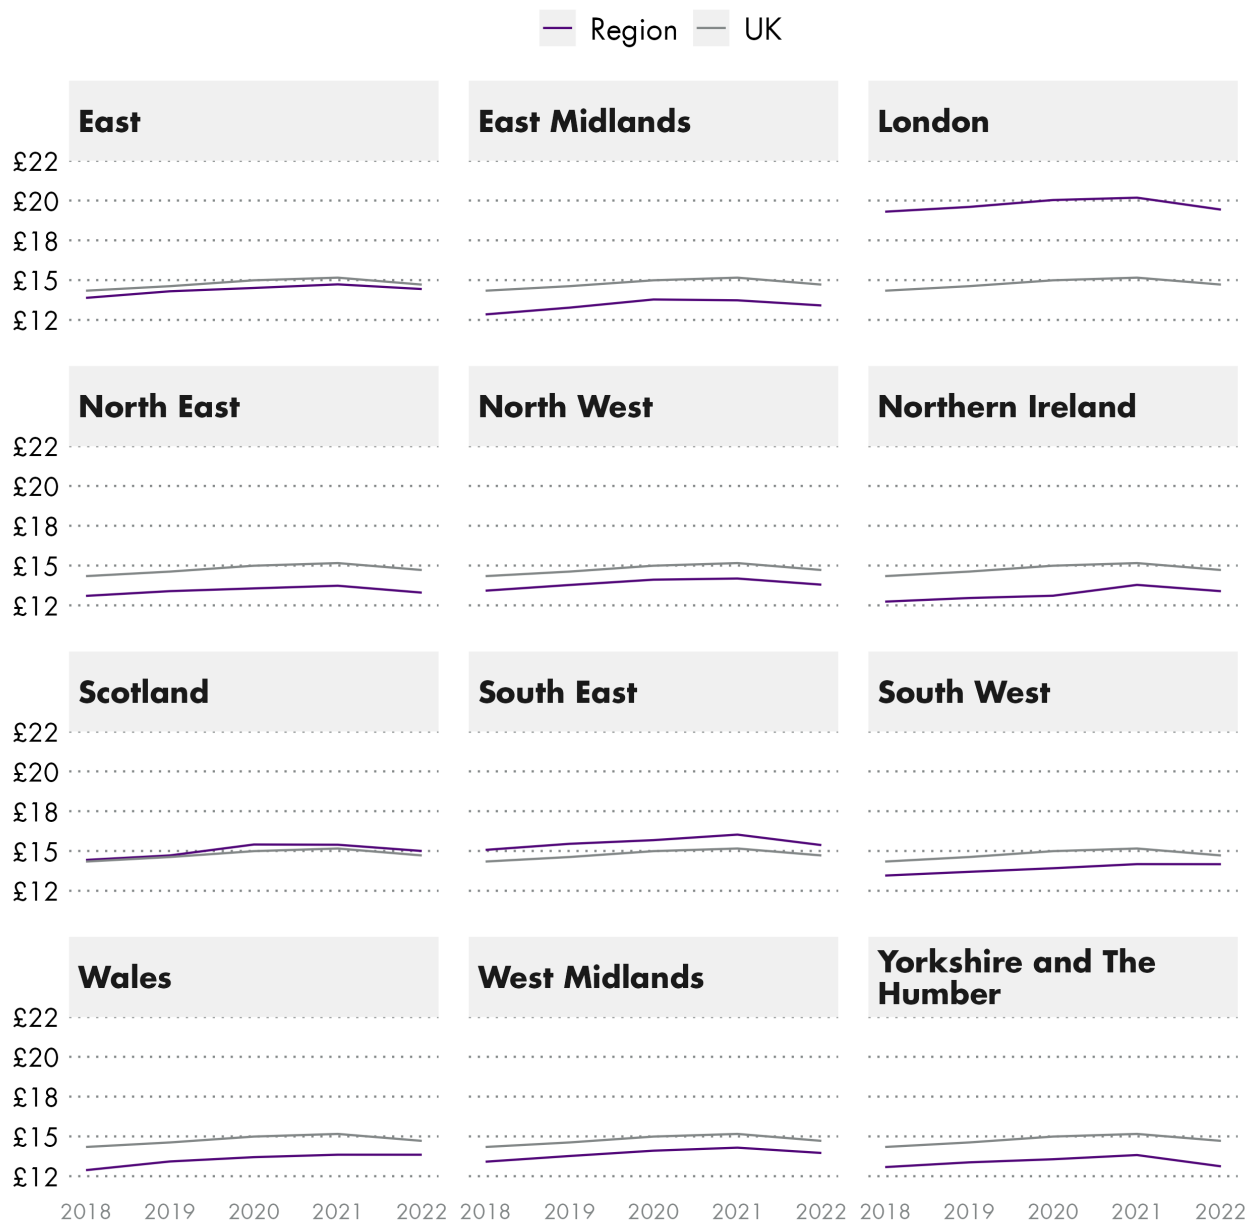 Region UK
East East Midlands London
£22
£20
£18
£15
£12
North East North West Northern Ireland
£22
£20
£18
£15
£12
Scotland South East South West
£22
£20
£18
£15
£12
Wales West Midlands Yorkshire and The
Humber
£22
£20
£18
£15
£12
2018 2019 2020 2021 2022 2018 2019 2020 2021 2022 2018 2019 2020 2021 2022